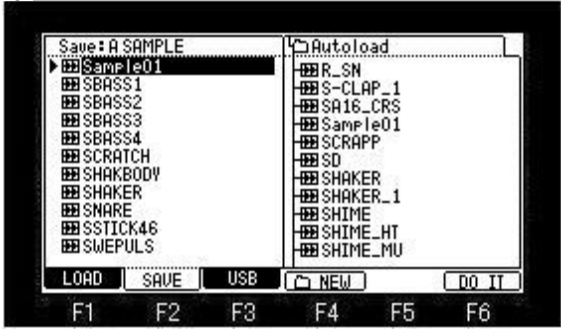 Save:A SAMPLE
Sample01
SBASS1
SBASS2
SBASS3
SBASS4
SCRATCH
SHAKBODY
SHAKER
SNARE
SSTICK46
SWEPULS
Autoload
R_SN
S-CLAP_1
SA16_CRS
Sample01
SCRAPP
SD
SHAKER
SHAKER_1
SHIME
SHIME_HT
SHIME_MU
LOAD SAVE USB NEW DO IT
F1 F2 F3 F4 F5 F6